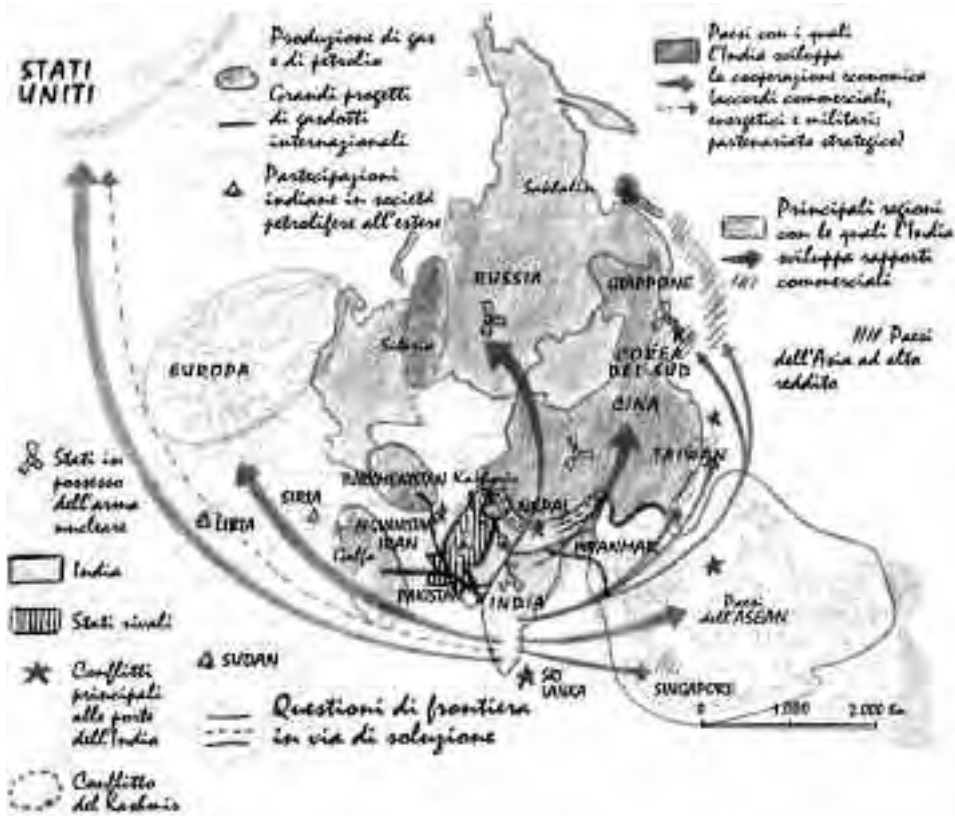 STATI
UNITI
Produzione di gas
e di petrolio
Grandi progetti
di gasdotti
internazionali
Partecipazioni
indiane in società
petrolifere all'estere
Paesi con i quali
l'India sviluppa
la cooperazione economica
(accordi commerciali,
energetici e militari;
partenariato strategico)
Principali regioni
con le quali l'India
sviluppa rapporti
commerciali
//// Paesi
dell'Asia ad alto
reddito
Sakhalin
RUSSIA
GIAPPONE
Siberia
EUROPA
COREA
DEL SUD
CINA
TAIWAN
TURKMENISTAN
Kashmir
NEPAL
SIRIA
AFGHANISTAN
IRAN
Golfo
MYANMAR
PAKISTAN
INDIA
Paesi
dell'ASEAN
SRI
LANKA
SINGAPORE
0 1.000 2.000 Km
Stati in
possesso
dell'arma
nucleare
India
Stati rivali
SUDAN
Conflitti
principali
alle porte
dell'India
Questioni di frontiera
in via di soluzione
Conflitto
del Kashmir